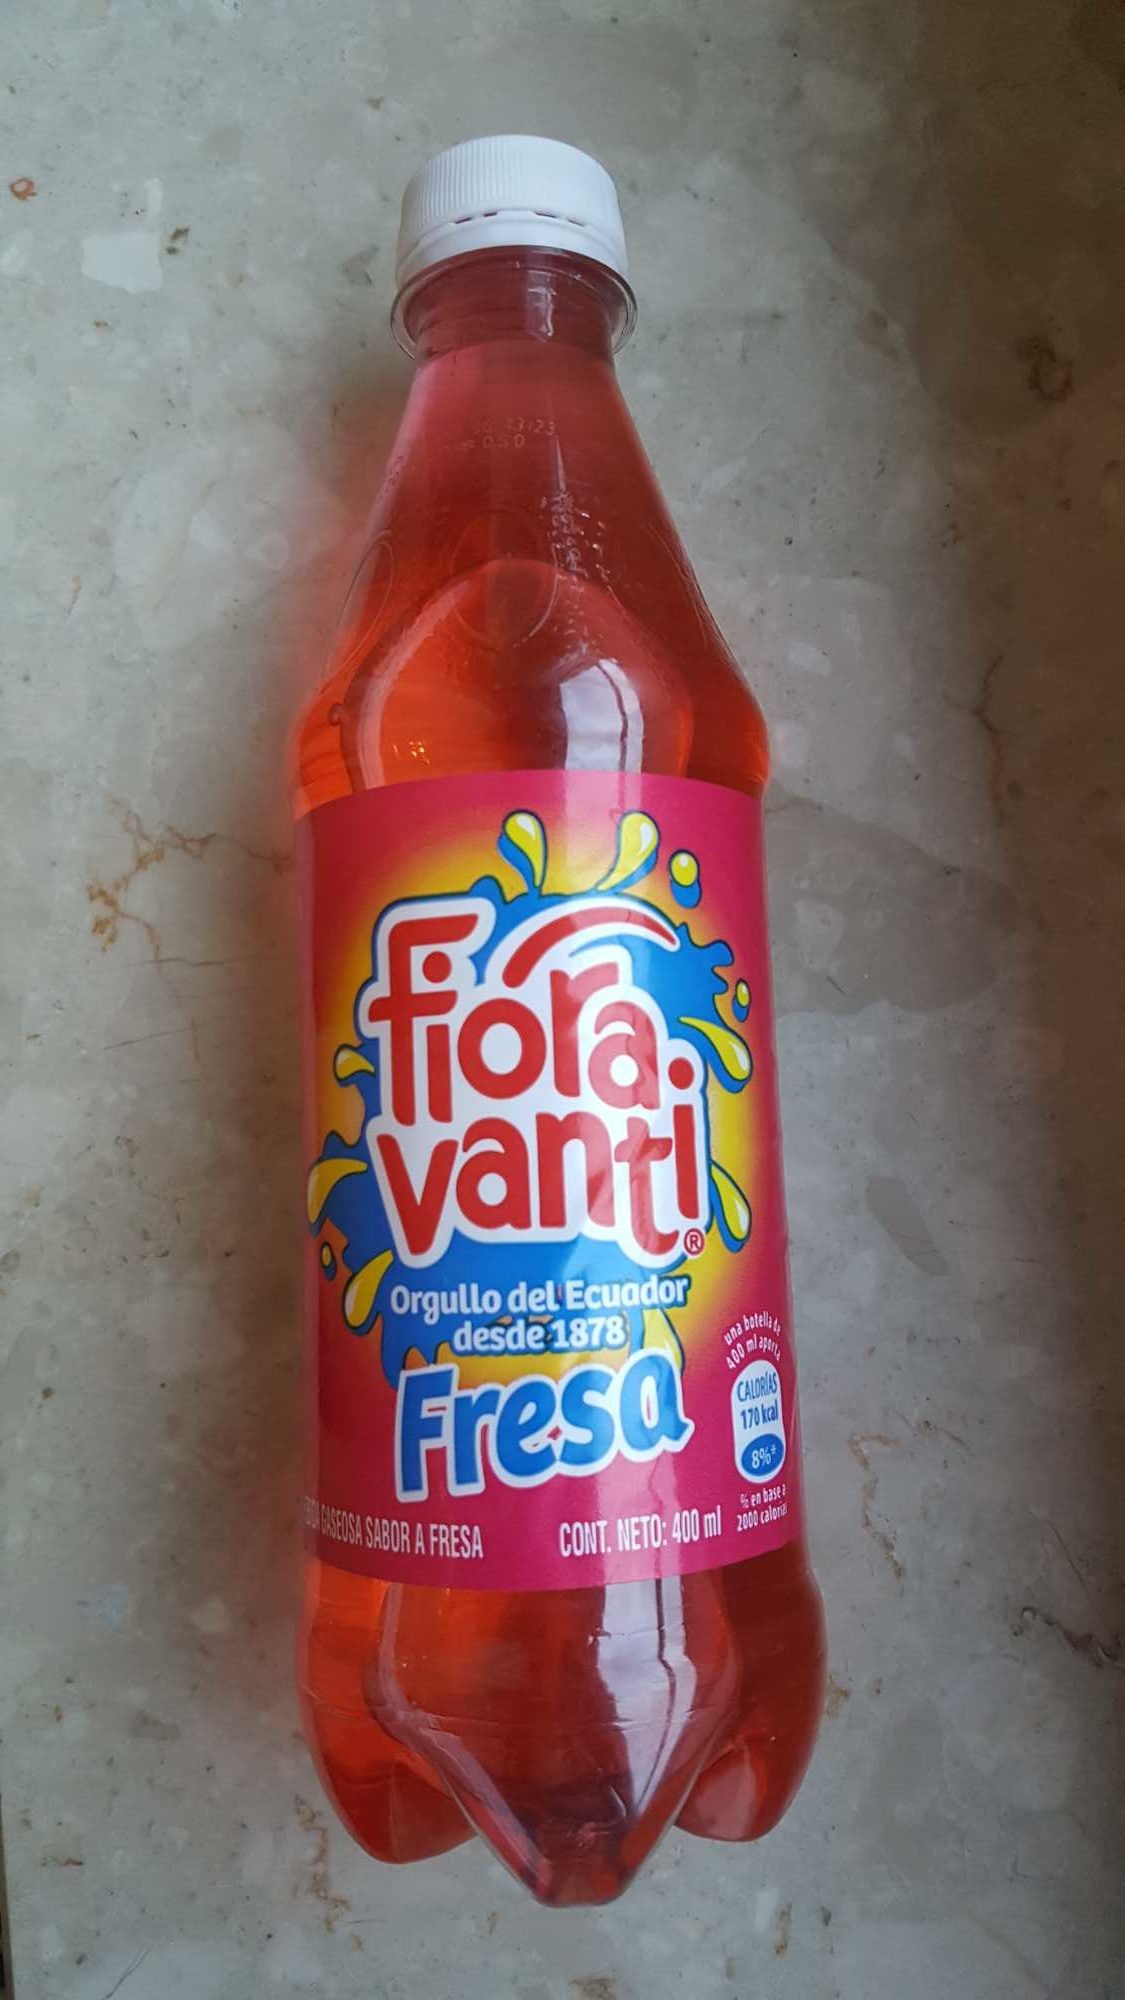 fiora
vanti®
Orgullo del Ecuador
desde 1878
Fresa
una botella de
400 ml aporta
CALORÍAS
170 kcal
8%*
% en base a
2000 calorías
GASEOSA SABOR A FRESA
CONT. NETO: 400 ml